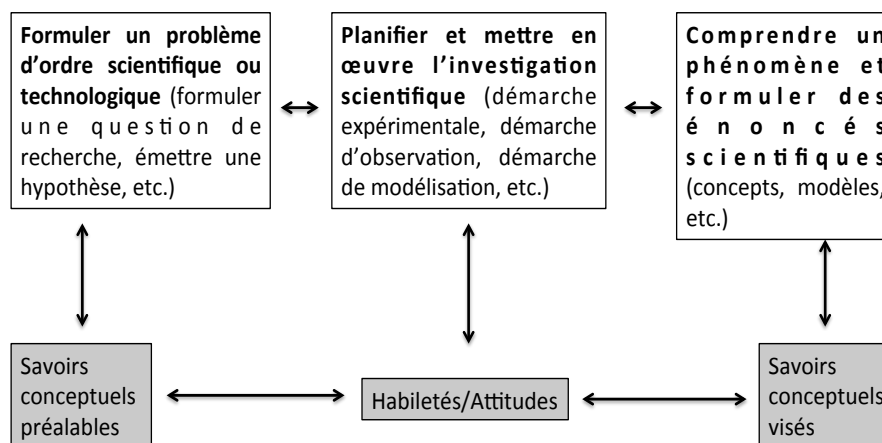 Formuler un problème
d'ordre scientifique ou
technologique (formuler
une question de
recherche, émettre une
hypothèse, etc.)
Planifier et mettre en
œuvre l'investigation
scientifique (démarche
expérimentale, démarche
d'observation, démarche
de modélisation, etc.)
Comprendre un
phénomène et
formuler des
énoncés
scientifiques
(concepts, modèles,
etc.)
Savoirs
conceptuels
préalables
Habiletés/Attitudes
Savoirs
conceptuels
visés